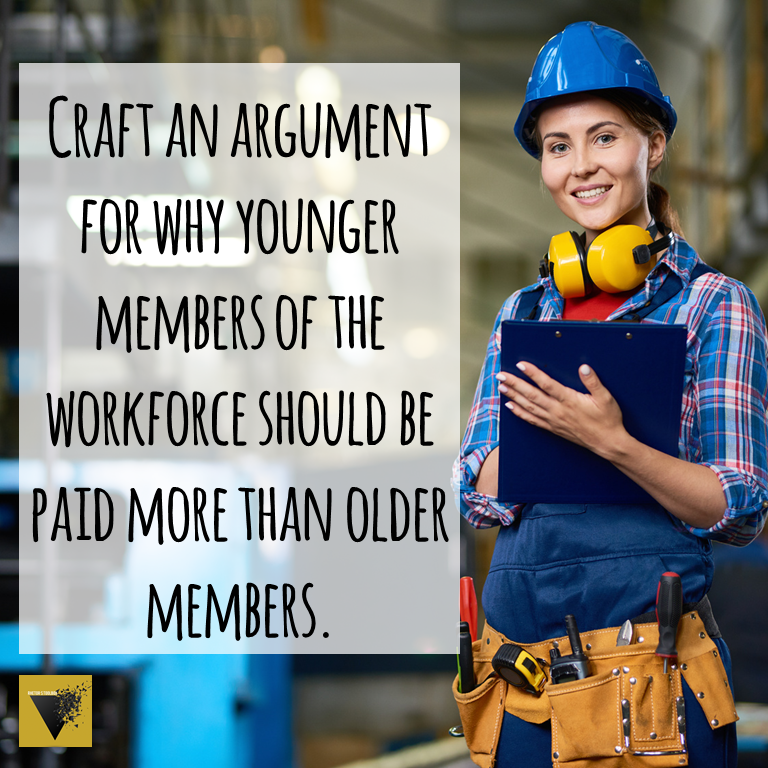 Craft an argument
for why younger
members of the
workforce should be
paid more than older
members.